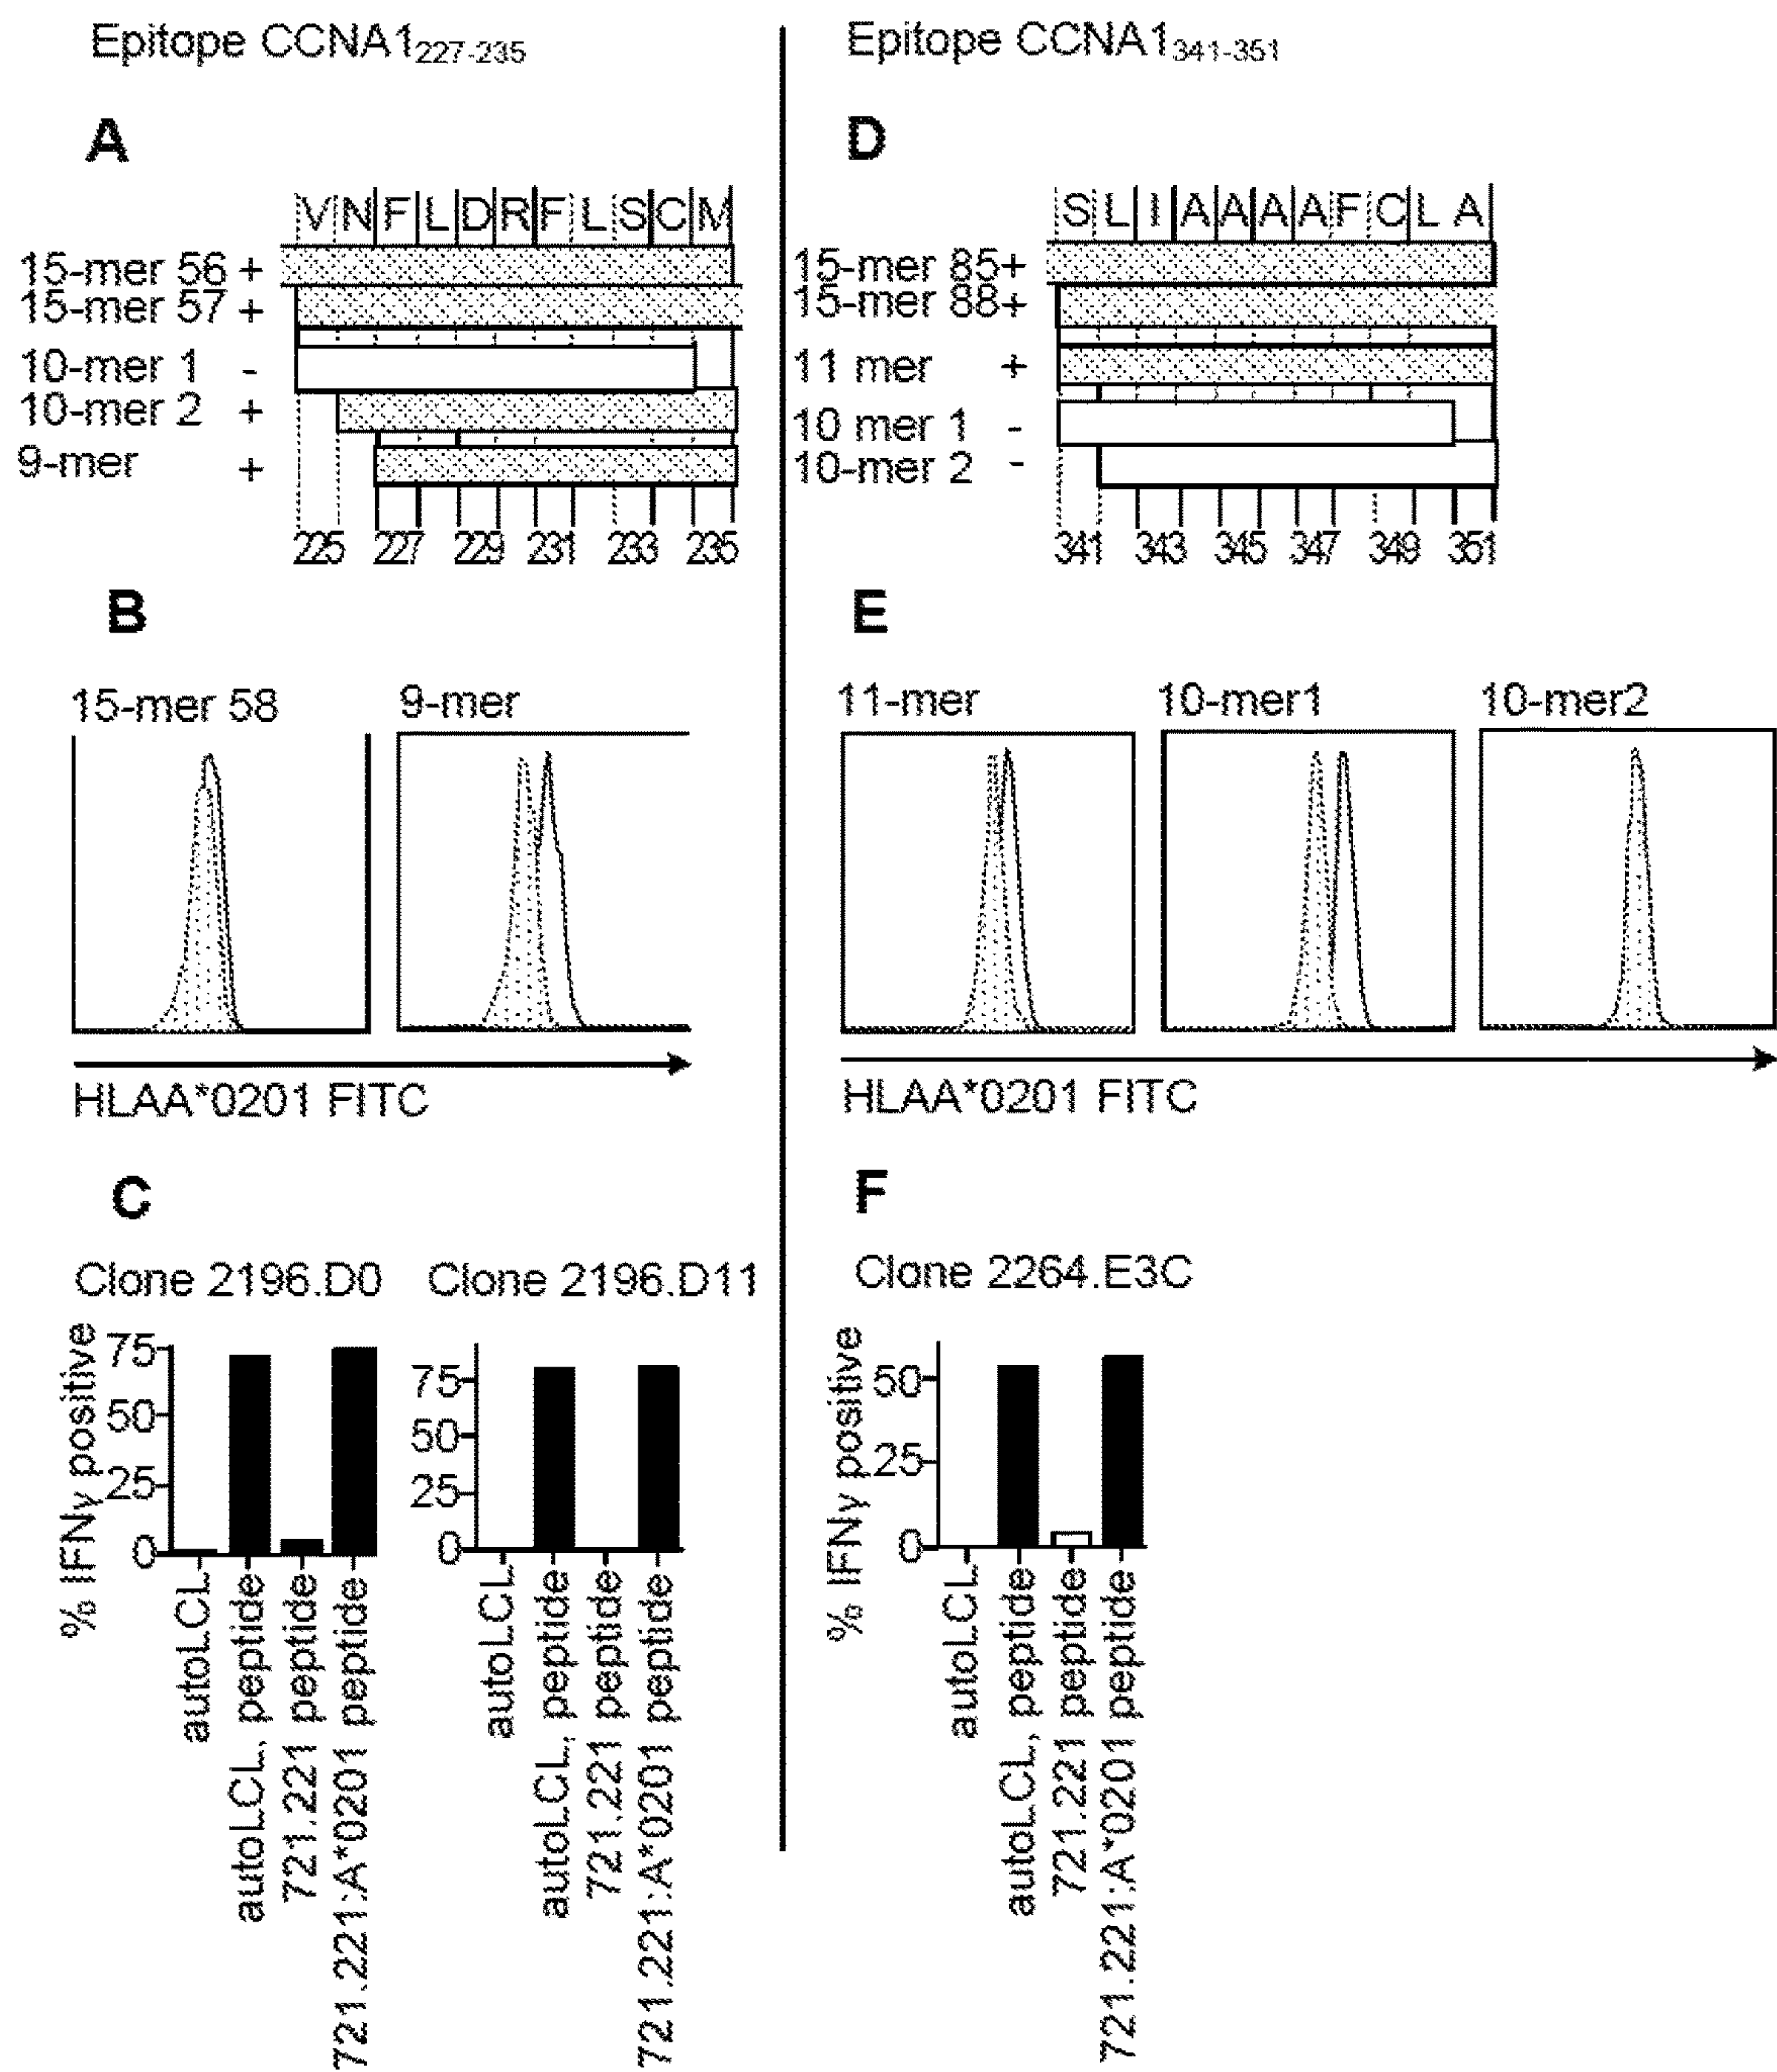 Epitape CCNA1227-235
A
V N F L D R F L S C M
15-mer 56 +
15-mer 57 +
10-mer 1 -
10-mer 2 +
9-mer +
225 227 229 231 233 235
B
15-mer 58
9-mer
HLAA*0201 FITC
C
Clone 2196.D0
% IFNγ positive
75
50
25
0
autoLCL
autoLCL, peptide
721.221 peptide
721.221:A*0201 peptide
Clone 2196.D11
75
50
25
0
autoLCL
autoLCL, peptide
721.221 peptide
721.221:A*0201 peptide
Epitope CCNA1341-351
D
S L I A A A A F C L A
15-mer 85+
15-mer 88+
11 mer +
10 mer 1 -
10-mer 2 -
341 343 345 347 349 351
E
11-mer
10-mer1
10-mer2
HLAA*0201 FITC
F
Clane 2264.E3C
% IFNγ positive
50
25
0
autoLCL
autoLCL, peptide
721.221 peptide
721.221:A*0201 peptide